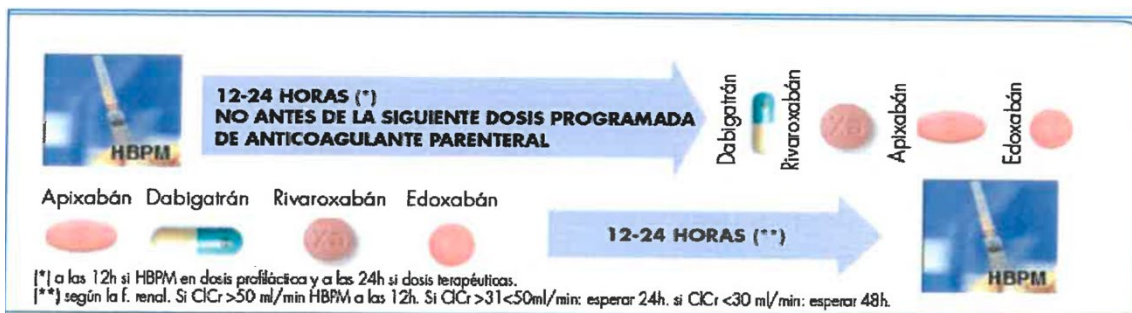 HBPM
12-24 HORAS (*)
NO ANTES DE LA SIGUIENTE DOSIS PROGRAMADA
DE ANTICOAGULANTE PARENTERAL
Dabigatrán
Rivaroxabán
Apixabán
Edoxabán
Apixabán Dabigatrán Rivaroxabán Edoxabán
12-24 HORAS (**)
HBPM
(*) a las 12h si HBPM en dosis profiláctica y a las 24h si dosis terapéuticas.
(**) según la f. renal. Si ClCr >50 ml/min HBPM a las 12h. Si ClCr >31<50ml/min: esperar 24h. si ClCr <30 ml/min: esperar 48h.